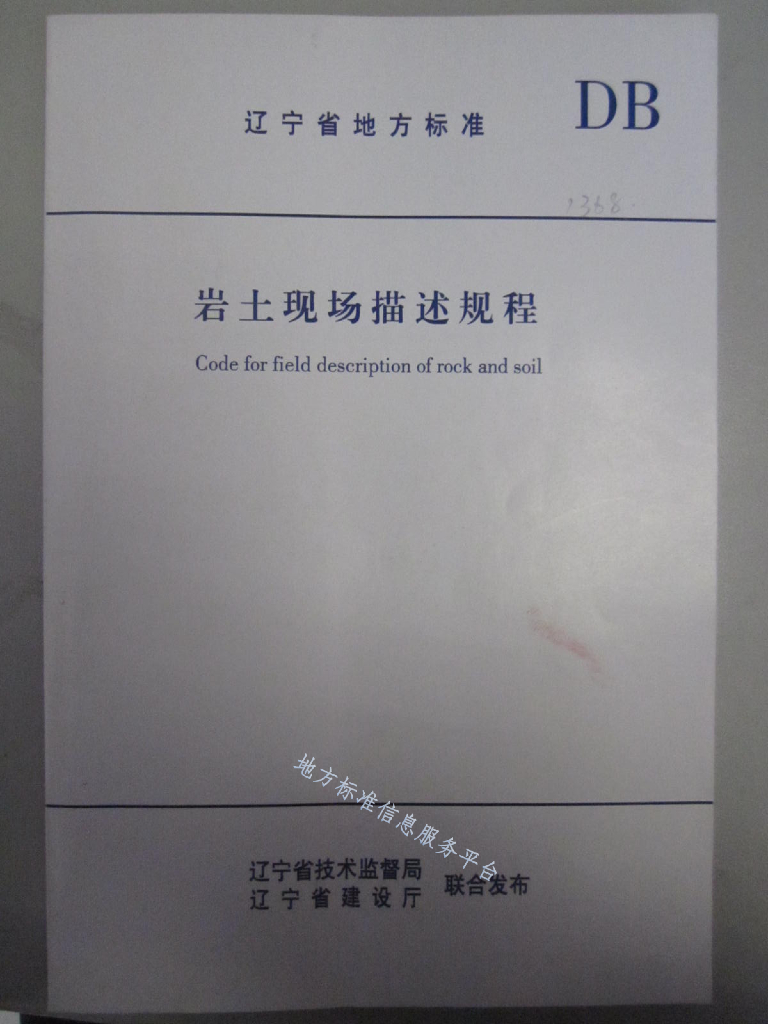 辽宁省地方标准
DB
1368
岩土现场描述规程
Code for field description of rock and soil
地方标准信息服务平台
辽宁省技术监督局
辽宁省建设厅
联合发布